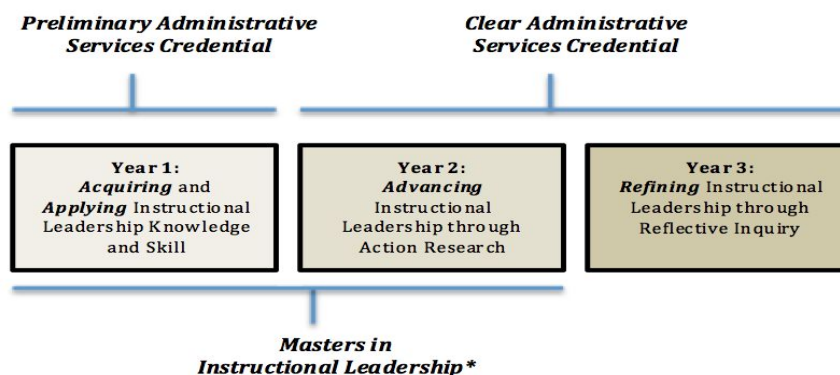 Preliminary Administrative
Services Credential
Clear Administrative
Services Credential
Year 1:
Acquiring and
Applying Instructional
Leadership Knowledge
and Skill
Year 2:
Advancing
Instructional
Leadership through
Action Research
Year 3:
Refining Instructional
Leadership through
Reflective Inquiry
Masters in
Instructional Leadership*